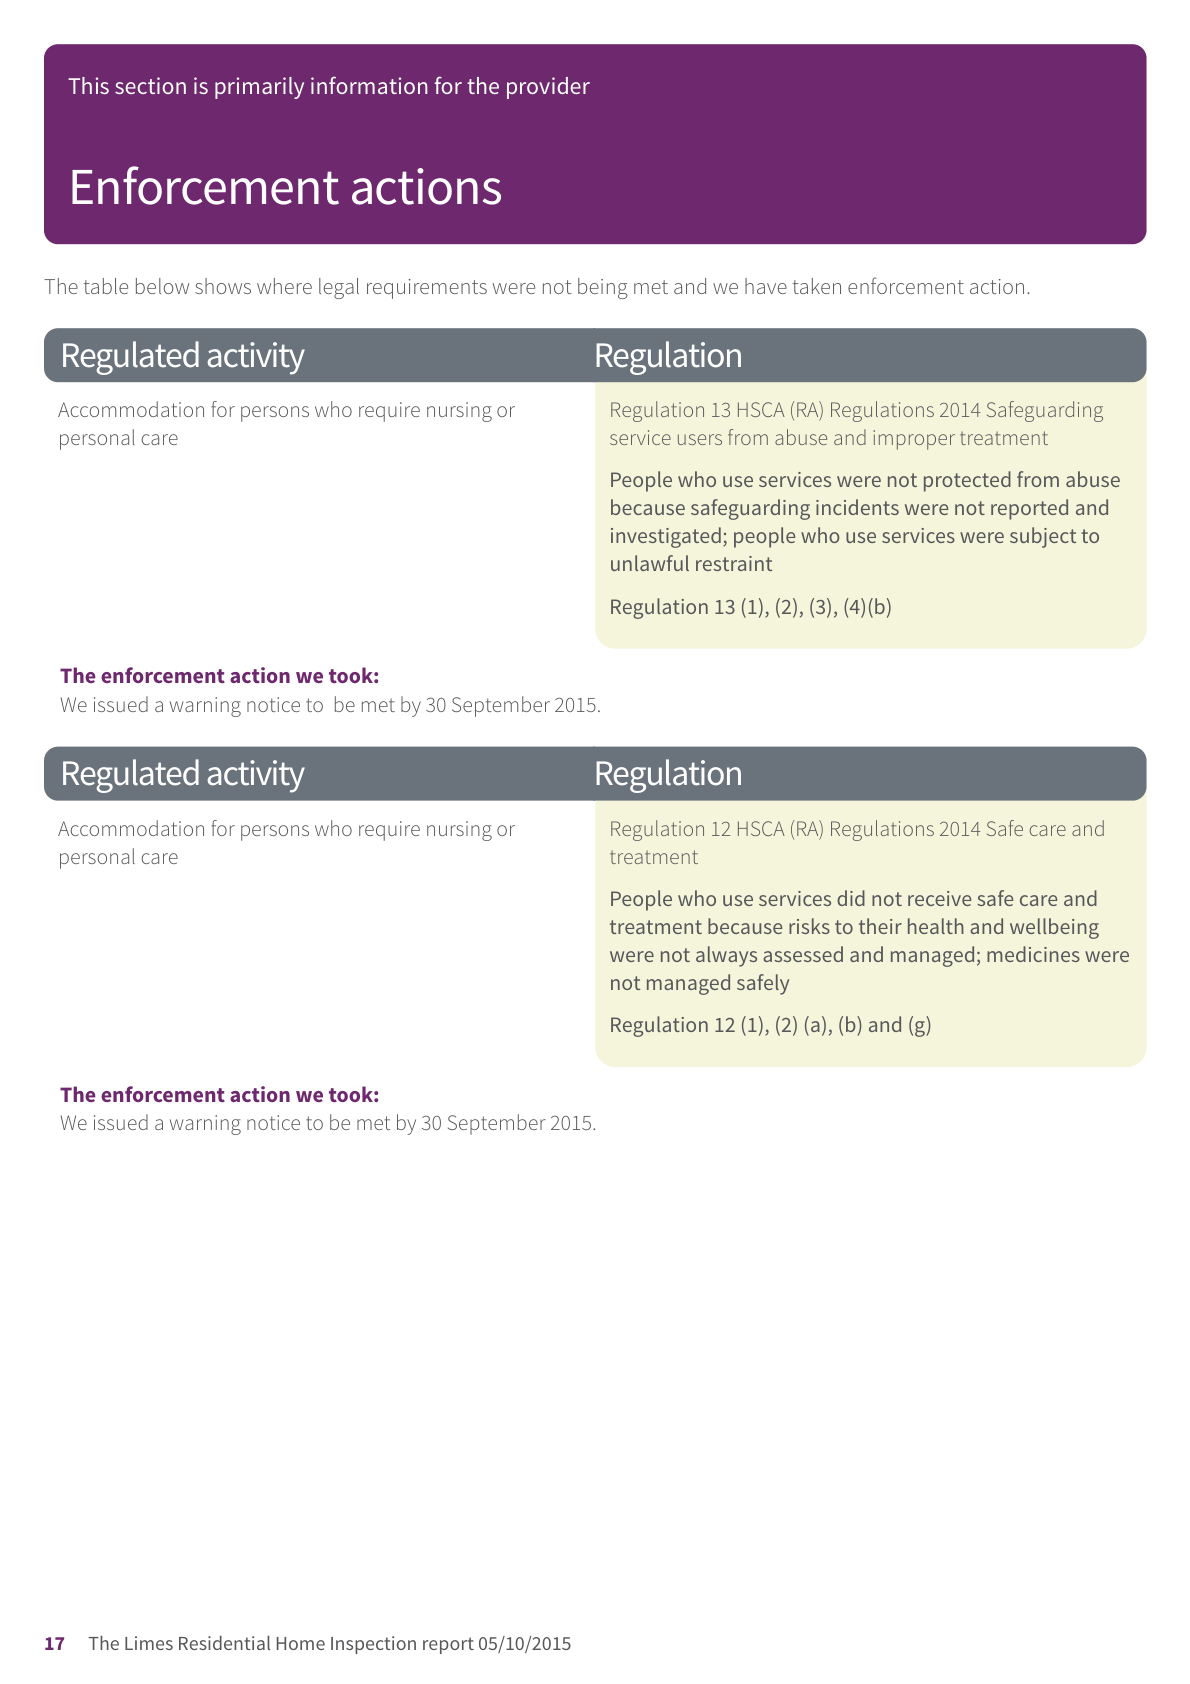 This section is primarily information for the provider
Enforcement actions
The table below shows where legal requirements were not being met and we have taken enforcement action.
Regulated activity Regulation
Accommodation for persons who require nursing or
personal care
Regulation 13 HSCA (RA) Regulations 2014 Safeguarding
service users from abuse and improper treatment
People who use services were not protected from abuse
because safeguarding incidents were not reported and
investigated; people who use services were subject to
unlawful restraint
Regulation 13 (1), (2), (3), (4)(b)
The enforcement action we took:
We issued a warning notice to  be met by 30 September 2015.
Regulated activity Regulation
Accommodation for persons who require nursing or
personal care
Regulation 12 HSCA (RA) Regulations 2014 Safe care and
treatment
People who use services did not receive safe care and
treatment because risks to their health and wellbeing
were not always assessed and managed; medicines were
not managed safely
Regulation 12 (1), (2) (a), (b) and (g)
The enforcement action we took:
We issued a warning notice to be met by 30 September 2015.
17 The Limes Residential Home Inspection report 05/10/2015